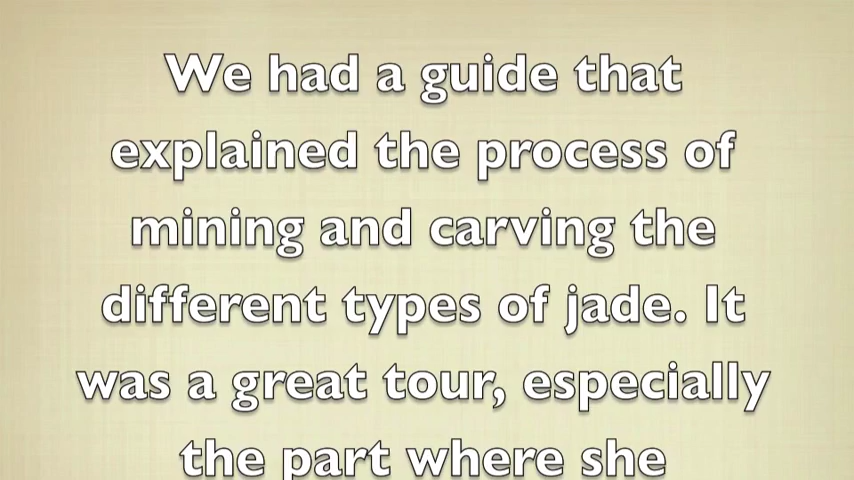 We had a guide that
explained the process of
mining and carving the
different types of jade. It
was a great tour, especially
the part where she